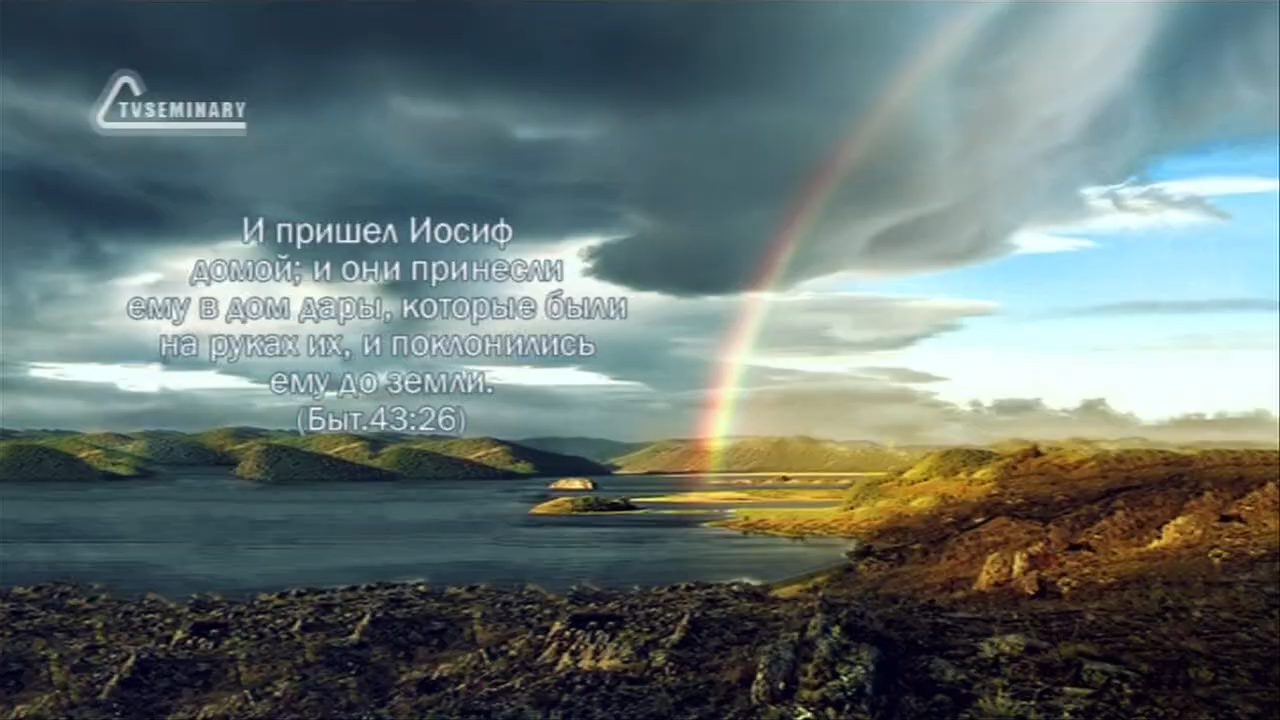 TVSEMINARY
И пришел Иосиф
домой; и они принесли
ему в дом дары, которые были
на руках их, и поклонились
ему до земли.
(Быт.43:26)